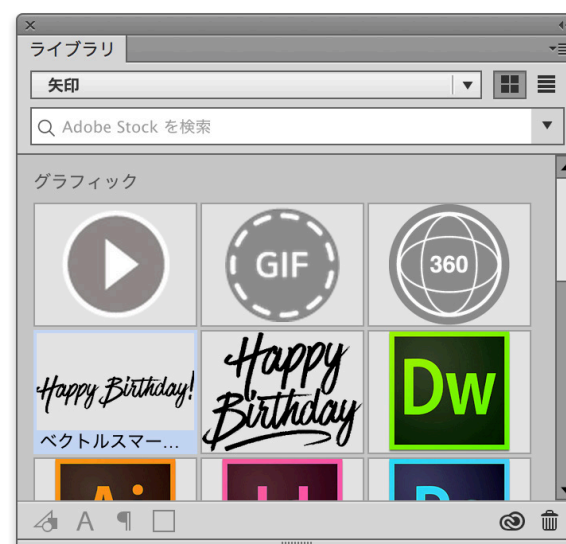 ライブラリ
矢印
Adobe Stock を検索
グラフィック
GIF
360
Happy Birthday!
Happy
Birthday
Dw
ベクトルスマー...
Ai
A